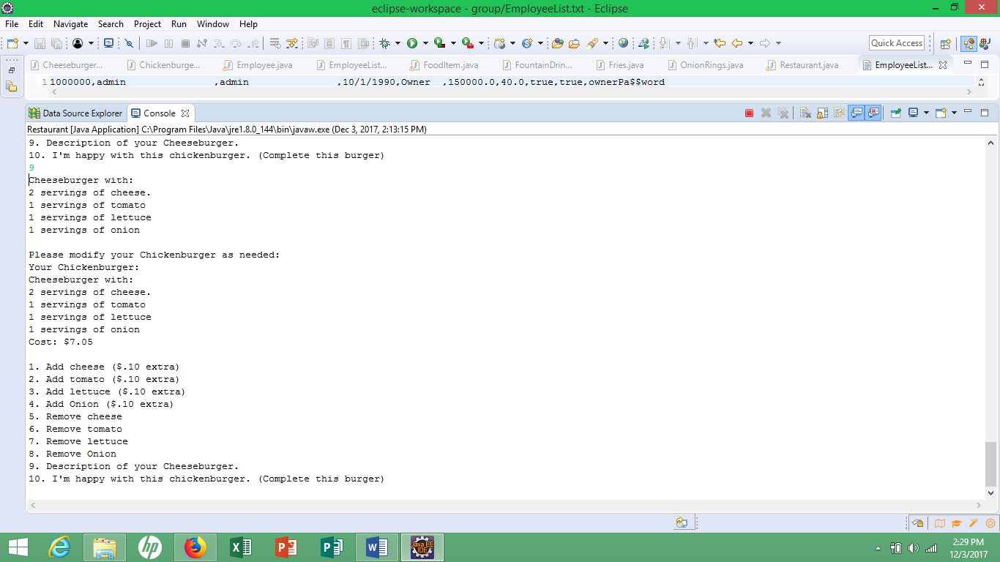 eclipse-workspace - group/EmployeeList.txt - Eclipse
File Edit Navigate Search Project Run Window Help
Quick Access
Cheeseburger... Chickenburge... Employee.java EmployeeList... FoodItem.java FountainDrin... Fries.java OnionRings.java Restaurant.java EmployeeList...
1 1000000,admin ,admin ,10/1/1990,Owner ,150000.0,40.0,true,true,ownerPa$$word
Data Source Explorer Console
Restaurant [Java Application] C:\Program Files\Java\jre1.8.0_144\bin\javaw.exe (Dec 3, 2017, 2:13:15 PM)
9. Description of your Cheeseburger.
10. I'm happy with this chickenburger. (Complete this burger)
9
Cheeseburger with:
2 servings of cheese.
1 servings of tomato
1 servings of lettuce
1 servings of onion
Please modify your Chickenburger as needed:
Your Chickenburger:
Cheeseburger with:
2 servings of cheese.
1 servings of tomato
1 servings of lettuce
1 servings of onion
Cost: $7.05
1. Add cheese ($.10 extra)
2. Add tomato ($.10 extra)
3. Add lettuce ($.10 extra)
4. Add Onion ($.10 extra)
5. Remove cheese
6. Remove tomato
7. Remove lettuce
8. Remove Onion
9. Description of your Cheeseburger.
10. I'm happy with this chickenburger. (Complete this burger)
hp
Java EE
IDE
2:29 PM
12/3/2017